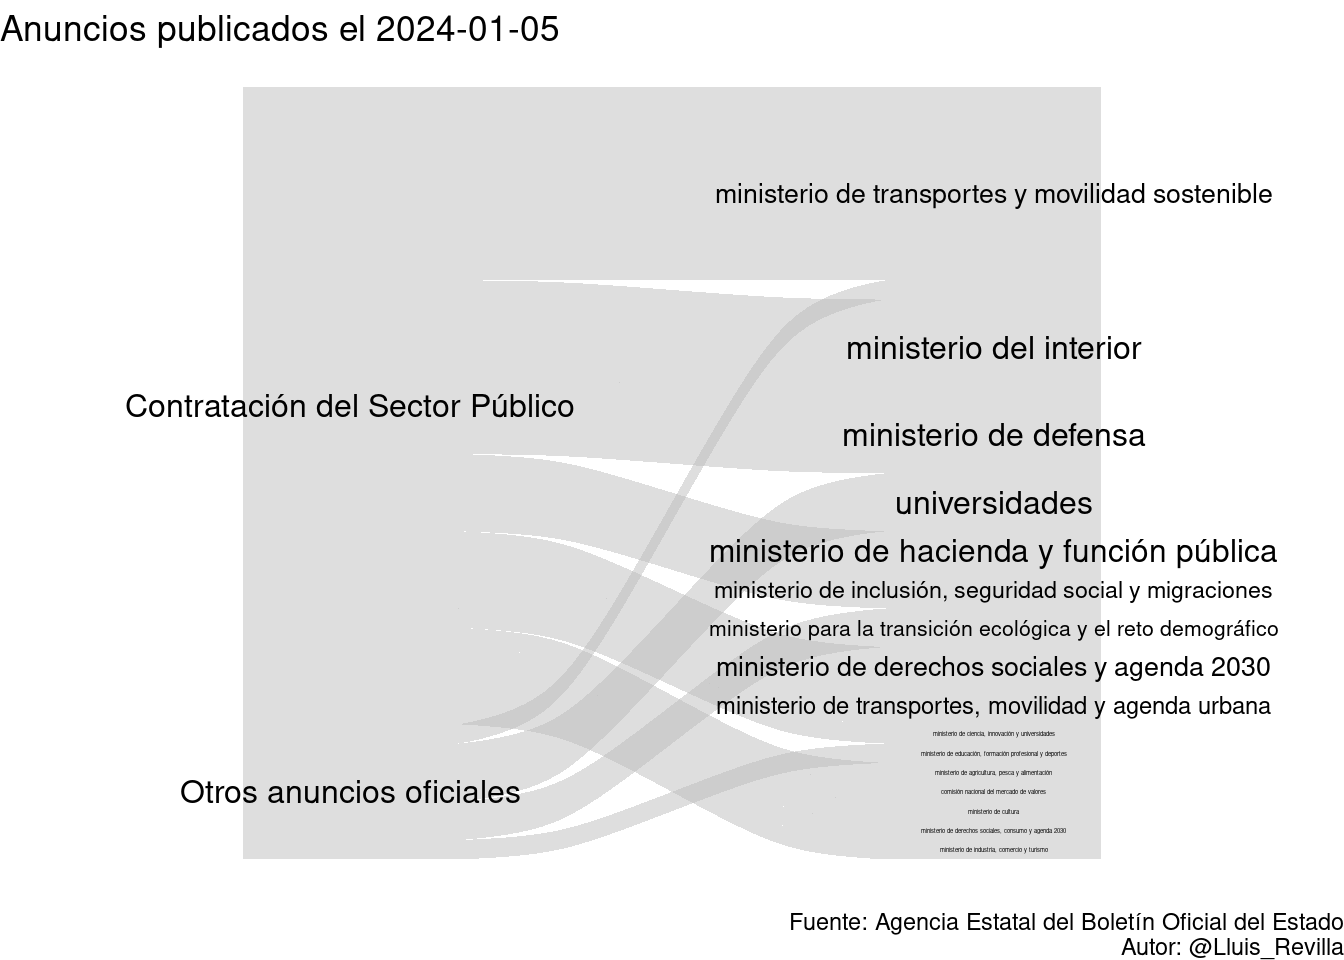 Anuncios publicados el 2024-01-05
ministerio de transportes y movilidad sostenible
ministerio del interior
Contratación del Sector Público
ministerio de defensa
universidades
ministerio de hacienda y función pública
ministerio de inclusión, seguridad social y migraciones
ministerio para la transición ecológica y el reto demográfico
ministerio de derechos sociales y agenda 2030
ministerio de transportes, movilidad y agenda urbana
ministerio de ciencia, innovación y universidades
ministerio de educación, formación profesional y deportes
ministerio de agricultura, pesca y alimentación
comisión nacional del mercado de valores
Otros anuncios oficiales
ministerio de cultura
ministerio de derechos sociales, consumo y agenda 2030
ministerio de industria, comercio y turismo
Fuente: Agencia Estatal del Boletín Oficial del Estado
Autor: @Lluis_Revilla